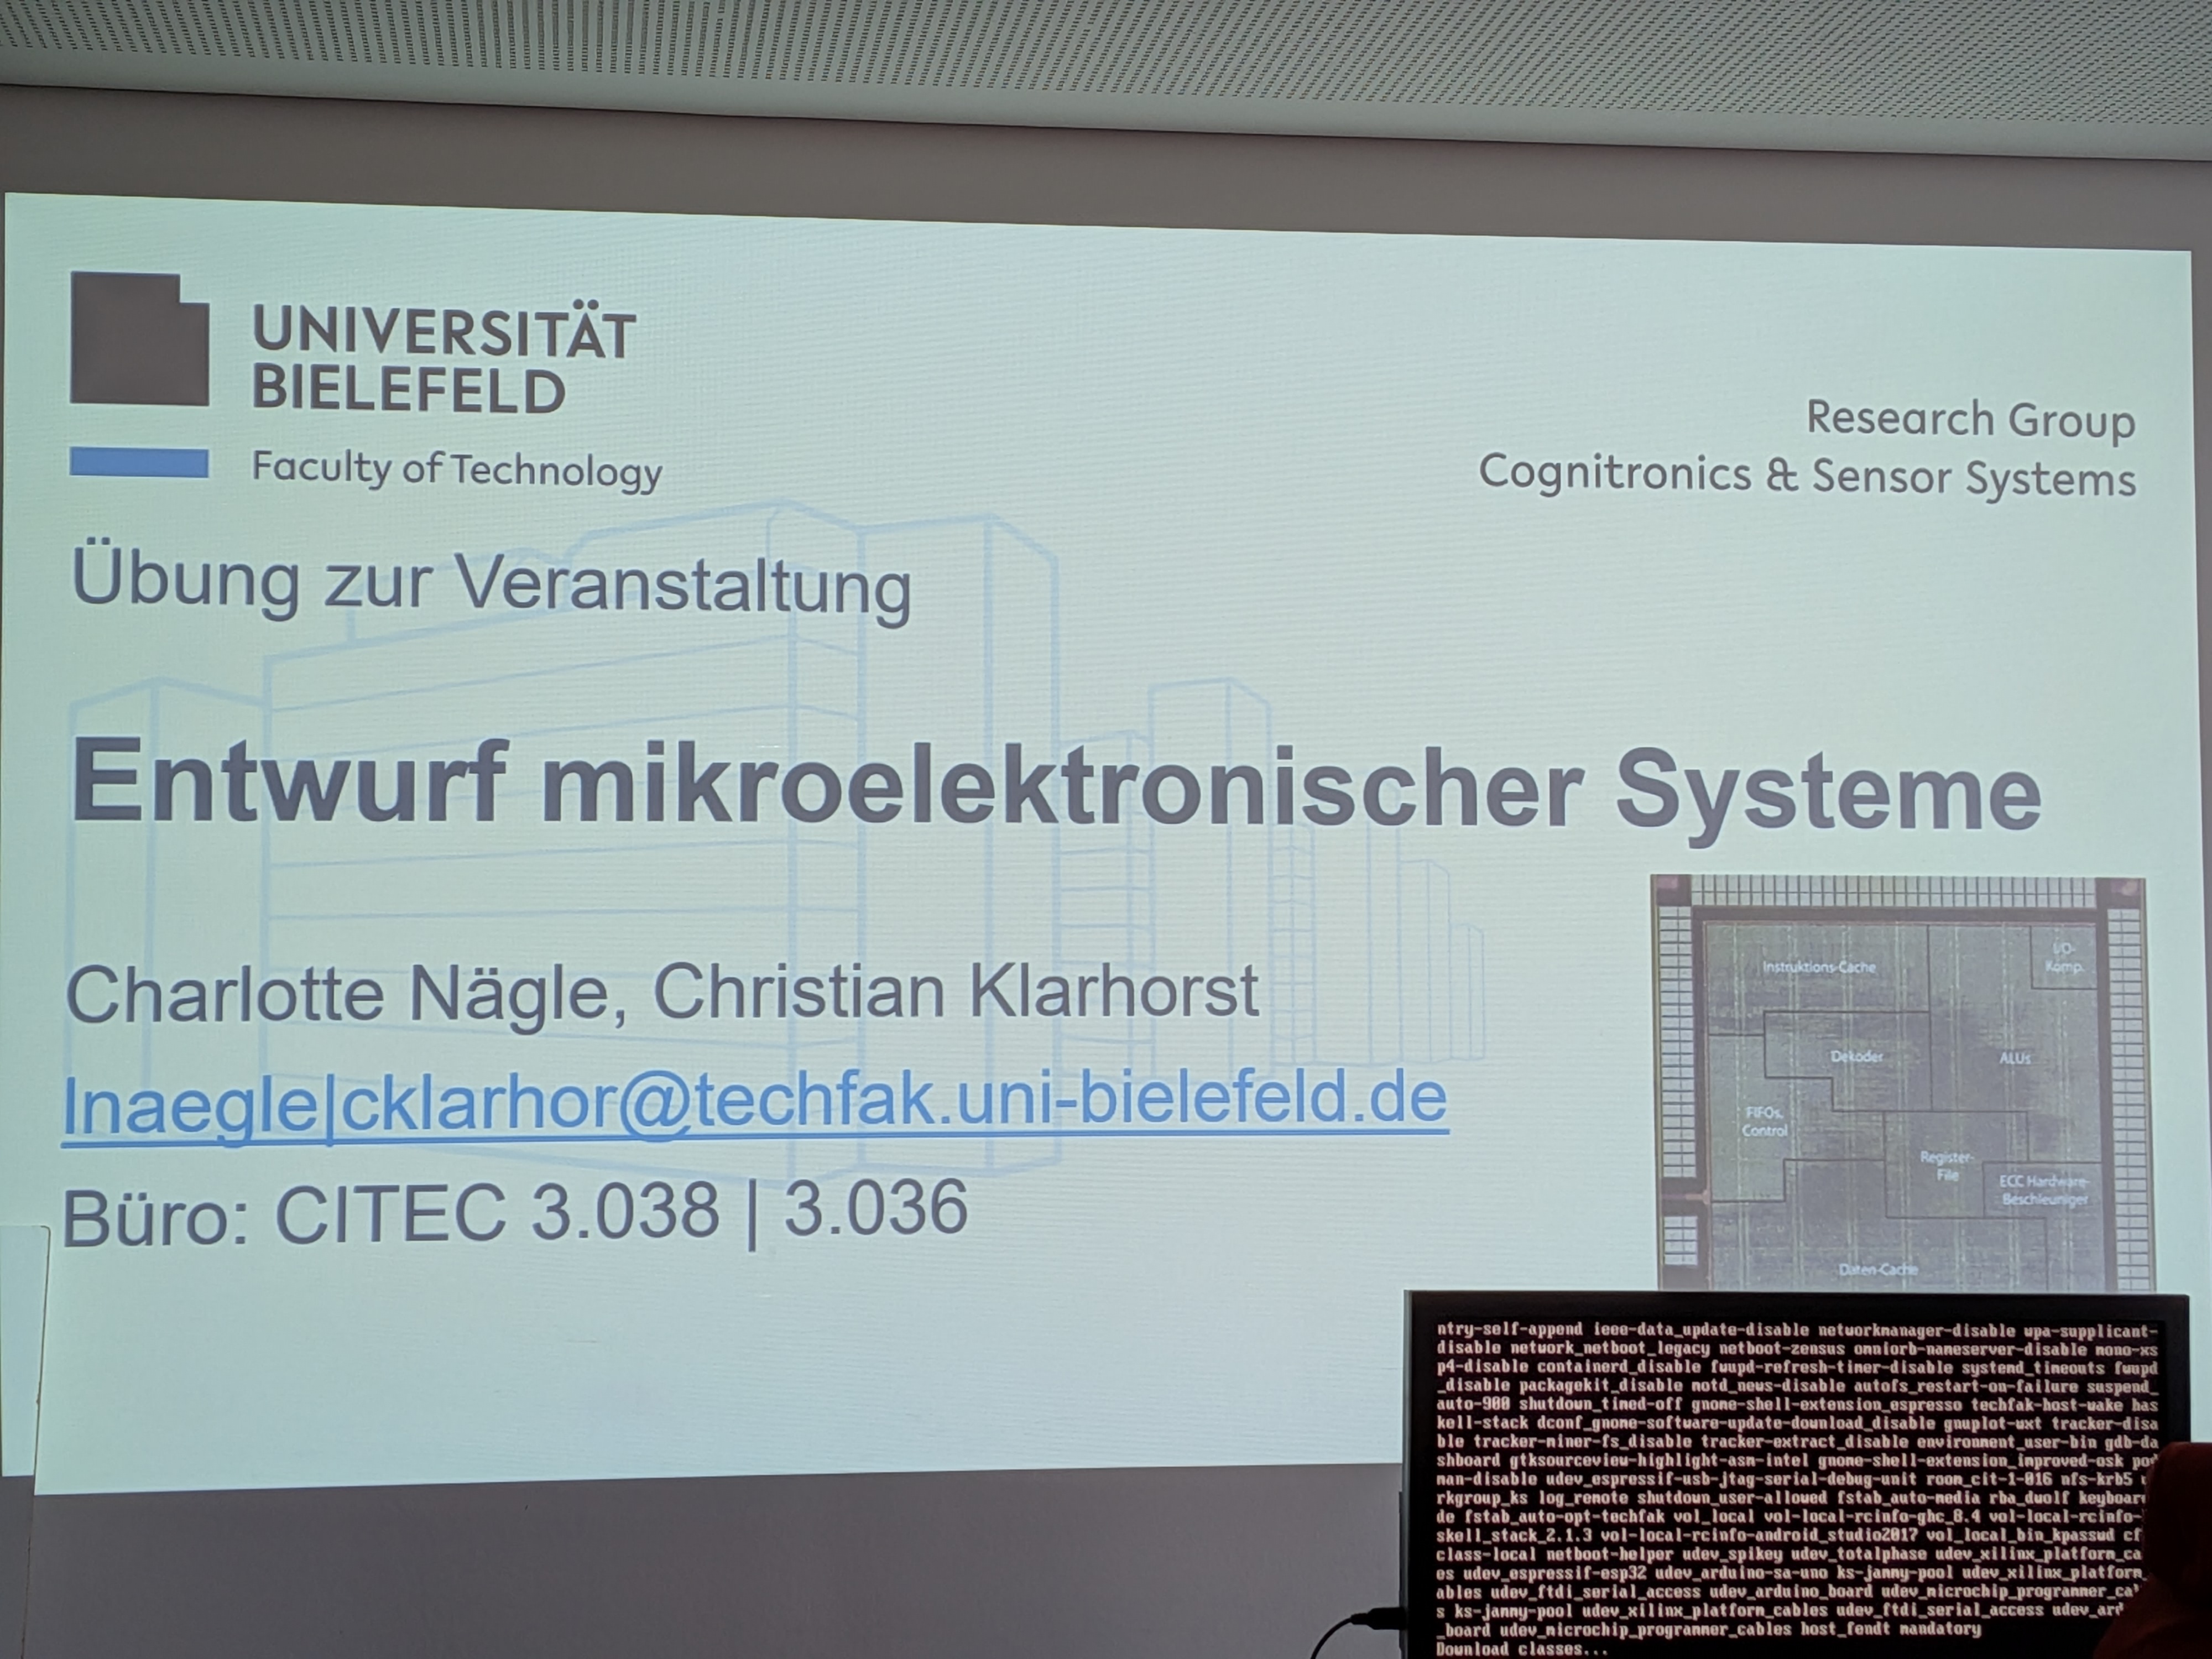 UNIVERSITÄT
BIELEFELD
Faculty of Technology
Research Group
Cognitronics & Sensor Systems
Übung zur Veranstaltung
Entwurf mikroelektronischer Systeme
Charlotte Nägle, Christian Klarhorst
lnaegle|cklarhor@techfak.uni-bielefeld.de
Büro: CITEC 3.038 | 3.036
Instruktions-Cache
I/O-
Komp.
Dekoder
ALUs
FIFOs,
Control
Register-
File
ECC Hardware-
Beschleuniger
Daten-Cache
ntry-self-append ieee-data_update-disable networkmanager-disable wpa-supplicant-
disable network_netboot_legacy netboot-zensus omniorb-nameserver-disable mono-xs
p4-disable containerd_disable fwupd-refresh-timer-disable systemd_timeouts fwupd
_disable packagekit_disable motd_news-disable autofs_restart-on-failure suspend_
auto-900 shutdown_timed-off gnome-shell-extension_espresso techfak-host-wake has
kell-stack dconf_gnome-software-update-download_disable gnuplot-wxt tracker-disa
ble tracker-miner-fs_disable tracker-extract_disable environment_user-bin gdb-da
shboard gtksourceview-highlight-asm-intel gnome-shell-extension_improved-osk pod
man-disable udev_espressif-usb-jtag-serial-debug-unit room_cit-1-016 nfs-krb5
rkgroup_ks log_remote shutdown_user-allowed fstab_auto-media rba_dwolf keyboard
de fstab_auto-opt-techfak vol_local vol-local-rcinfo-ghc_8.4 vol-local-rcinfo-
skell_stack_2.1.3 vol-local-rcinfo-android_studio2017 vol_local_bin_kpasswd cf
class-local netboot-helper udev_spikey udev_totalphase udev_xilinx_platform_ca
es udev_espressif-esp32 udev_arduino-sa-uno ks-jammy-pool udev_xilinx_platform_
ables udev_ftdi_serial_access udev_arduino_board udev_microchip_programmer_cab
s ks-jammy-pool udev_xilinx_platform_cables udev_ftdi_serial_access udev_ard
_board udev_microchip_programmer_cables host_fendt mandatory
Download classes...